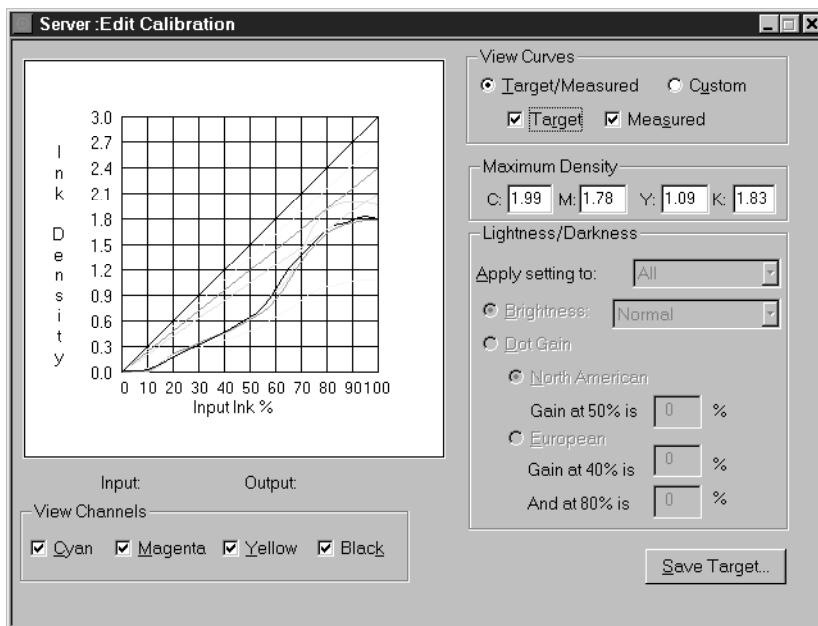 Server :Edit Calibration
Ink Density
3.0
2.7
2.4
2.1
1.8
1.5
1.2
0.9
0.6
0.3
0.0
0 10 20 30 40 50 60 70 80 90 100
Input Ink %
Input: Output:
View Channels
Cyan Magenta Yellow Black
View Curves
Target/Measured Custom
Target Measured
Maximum Density
C: 1.99 M: 1.78 Y: 1.09 K: 1.83
Lightness/Darkness
Apply setting to: All
Brightness: Normal
Dot Gain
North American
Gain at 50% is 0 %
European
Gain at 40% is 0 %
And at 80% is 0 %
Save Target...